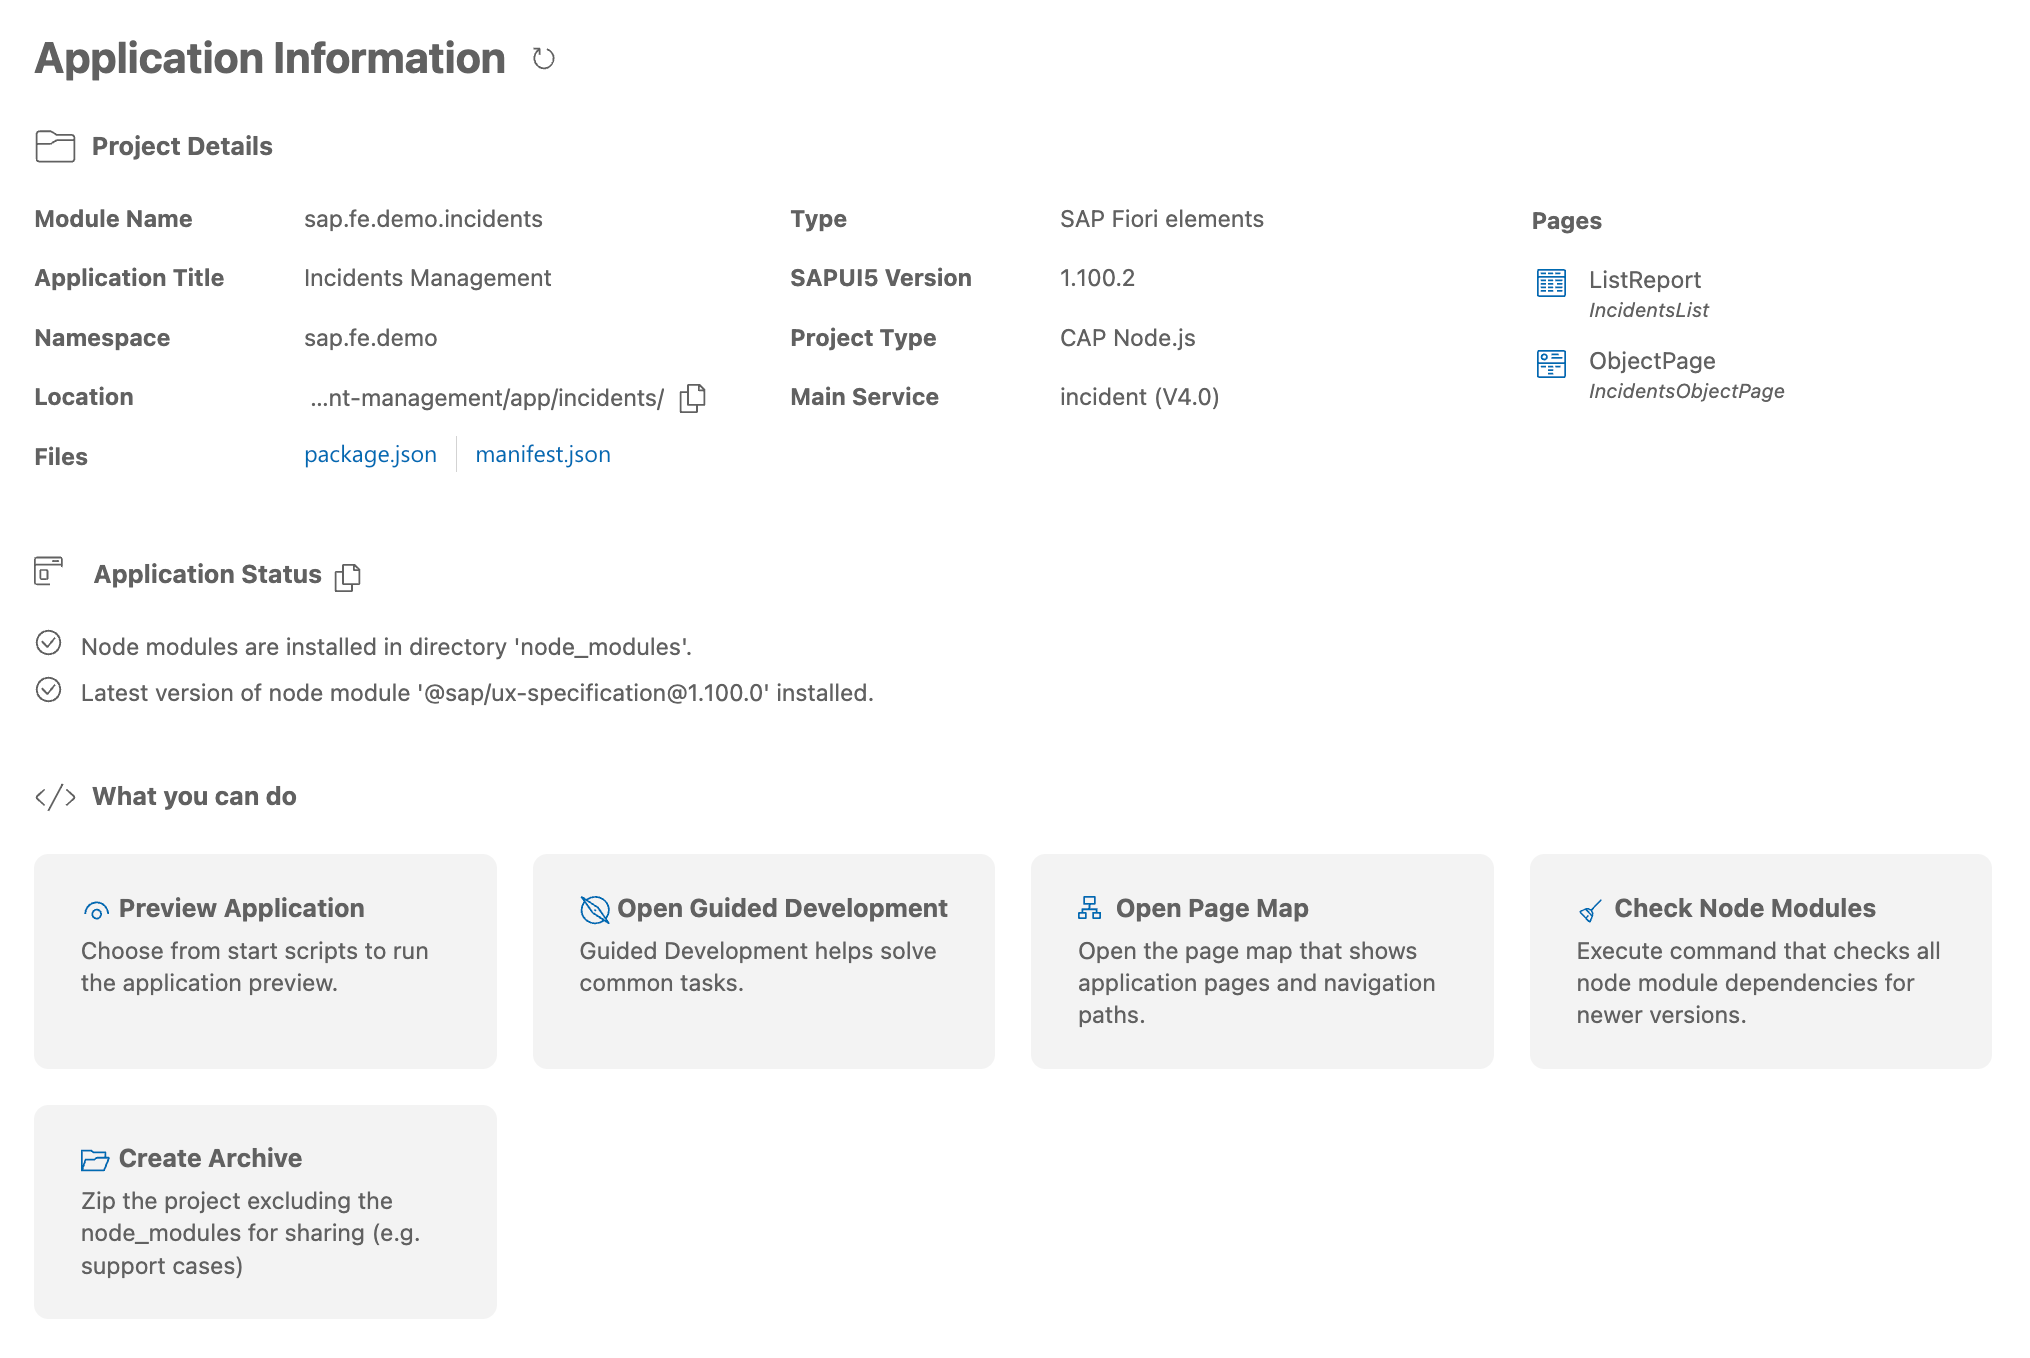 Application Information
Project Details
Module Name sap.fe.demo.incidents Type SAP Fiori elements Pages
Application Title Incidents Management SAPUI5 Version 1.100.2 ListReport
IncidentsList
Namespace sap.fe.demo Project Type CAP Node.js ObjectPage
Location ...nt-management/app/incidents/ Main Service incident (V4.0) IncidentsObjectPage
Files package.json manifest.json
Application Status
Node modules are installed in directory 'node_modules'.
Latest version of node module '@sap/ux-specification@1.100.0' installed.
What you can do
Preview Application
Choose from start scripts to run
the application preview.
Open Guided Development
Guided Development helps solve
common tasks.
Open Page Map
Open the page map that shows
application pages and navigation
paths.
Check Node Modules
Execute command that checks all
node module dependencies for
newer versions.
Create Archive
Zip the project excluding the
node_modules for sharing (e.g.
support cases)